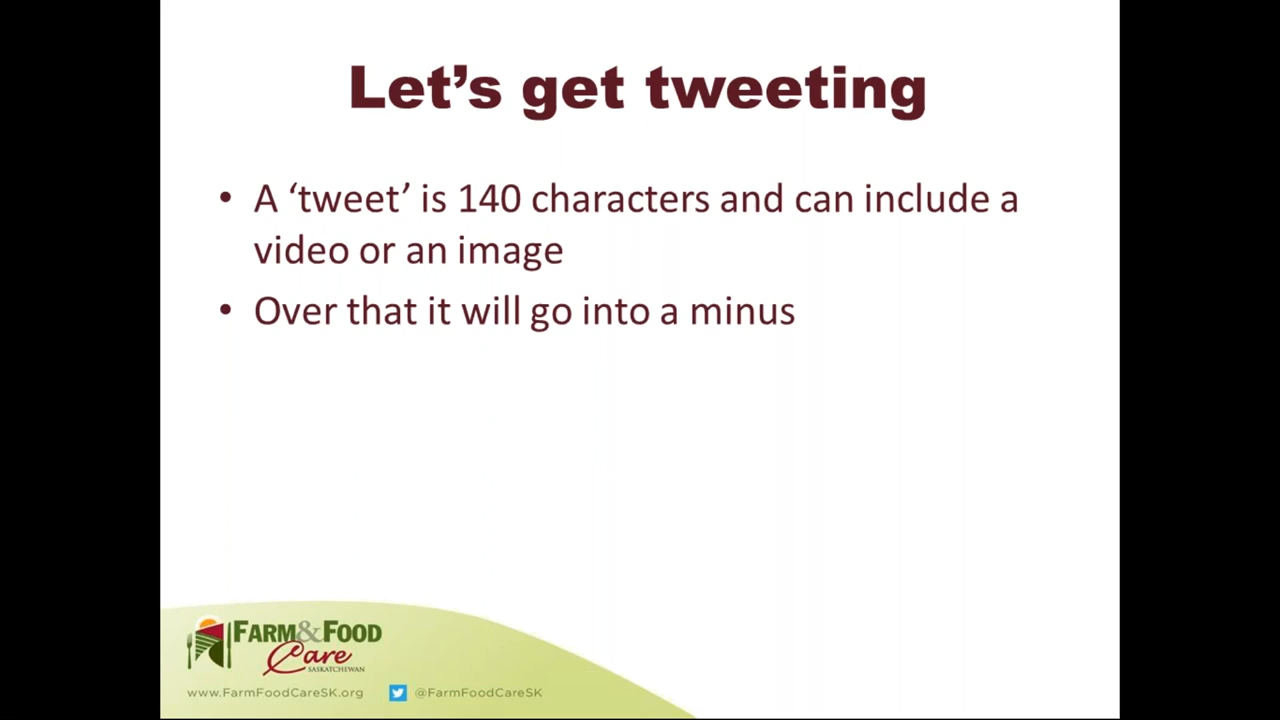 Let’s get tweeting
• A ‘tweet’ is 140 characters and can include a
video or an image
• Over that it will go into a minus
FARM&FOOD
Care
SASKATCHEWAN
www.FarmFoodCareSK.org @FarmFoodCareSK